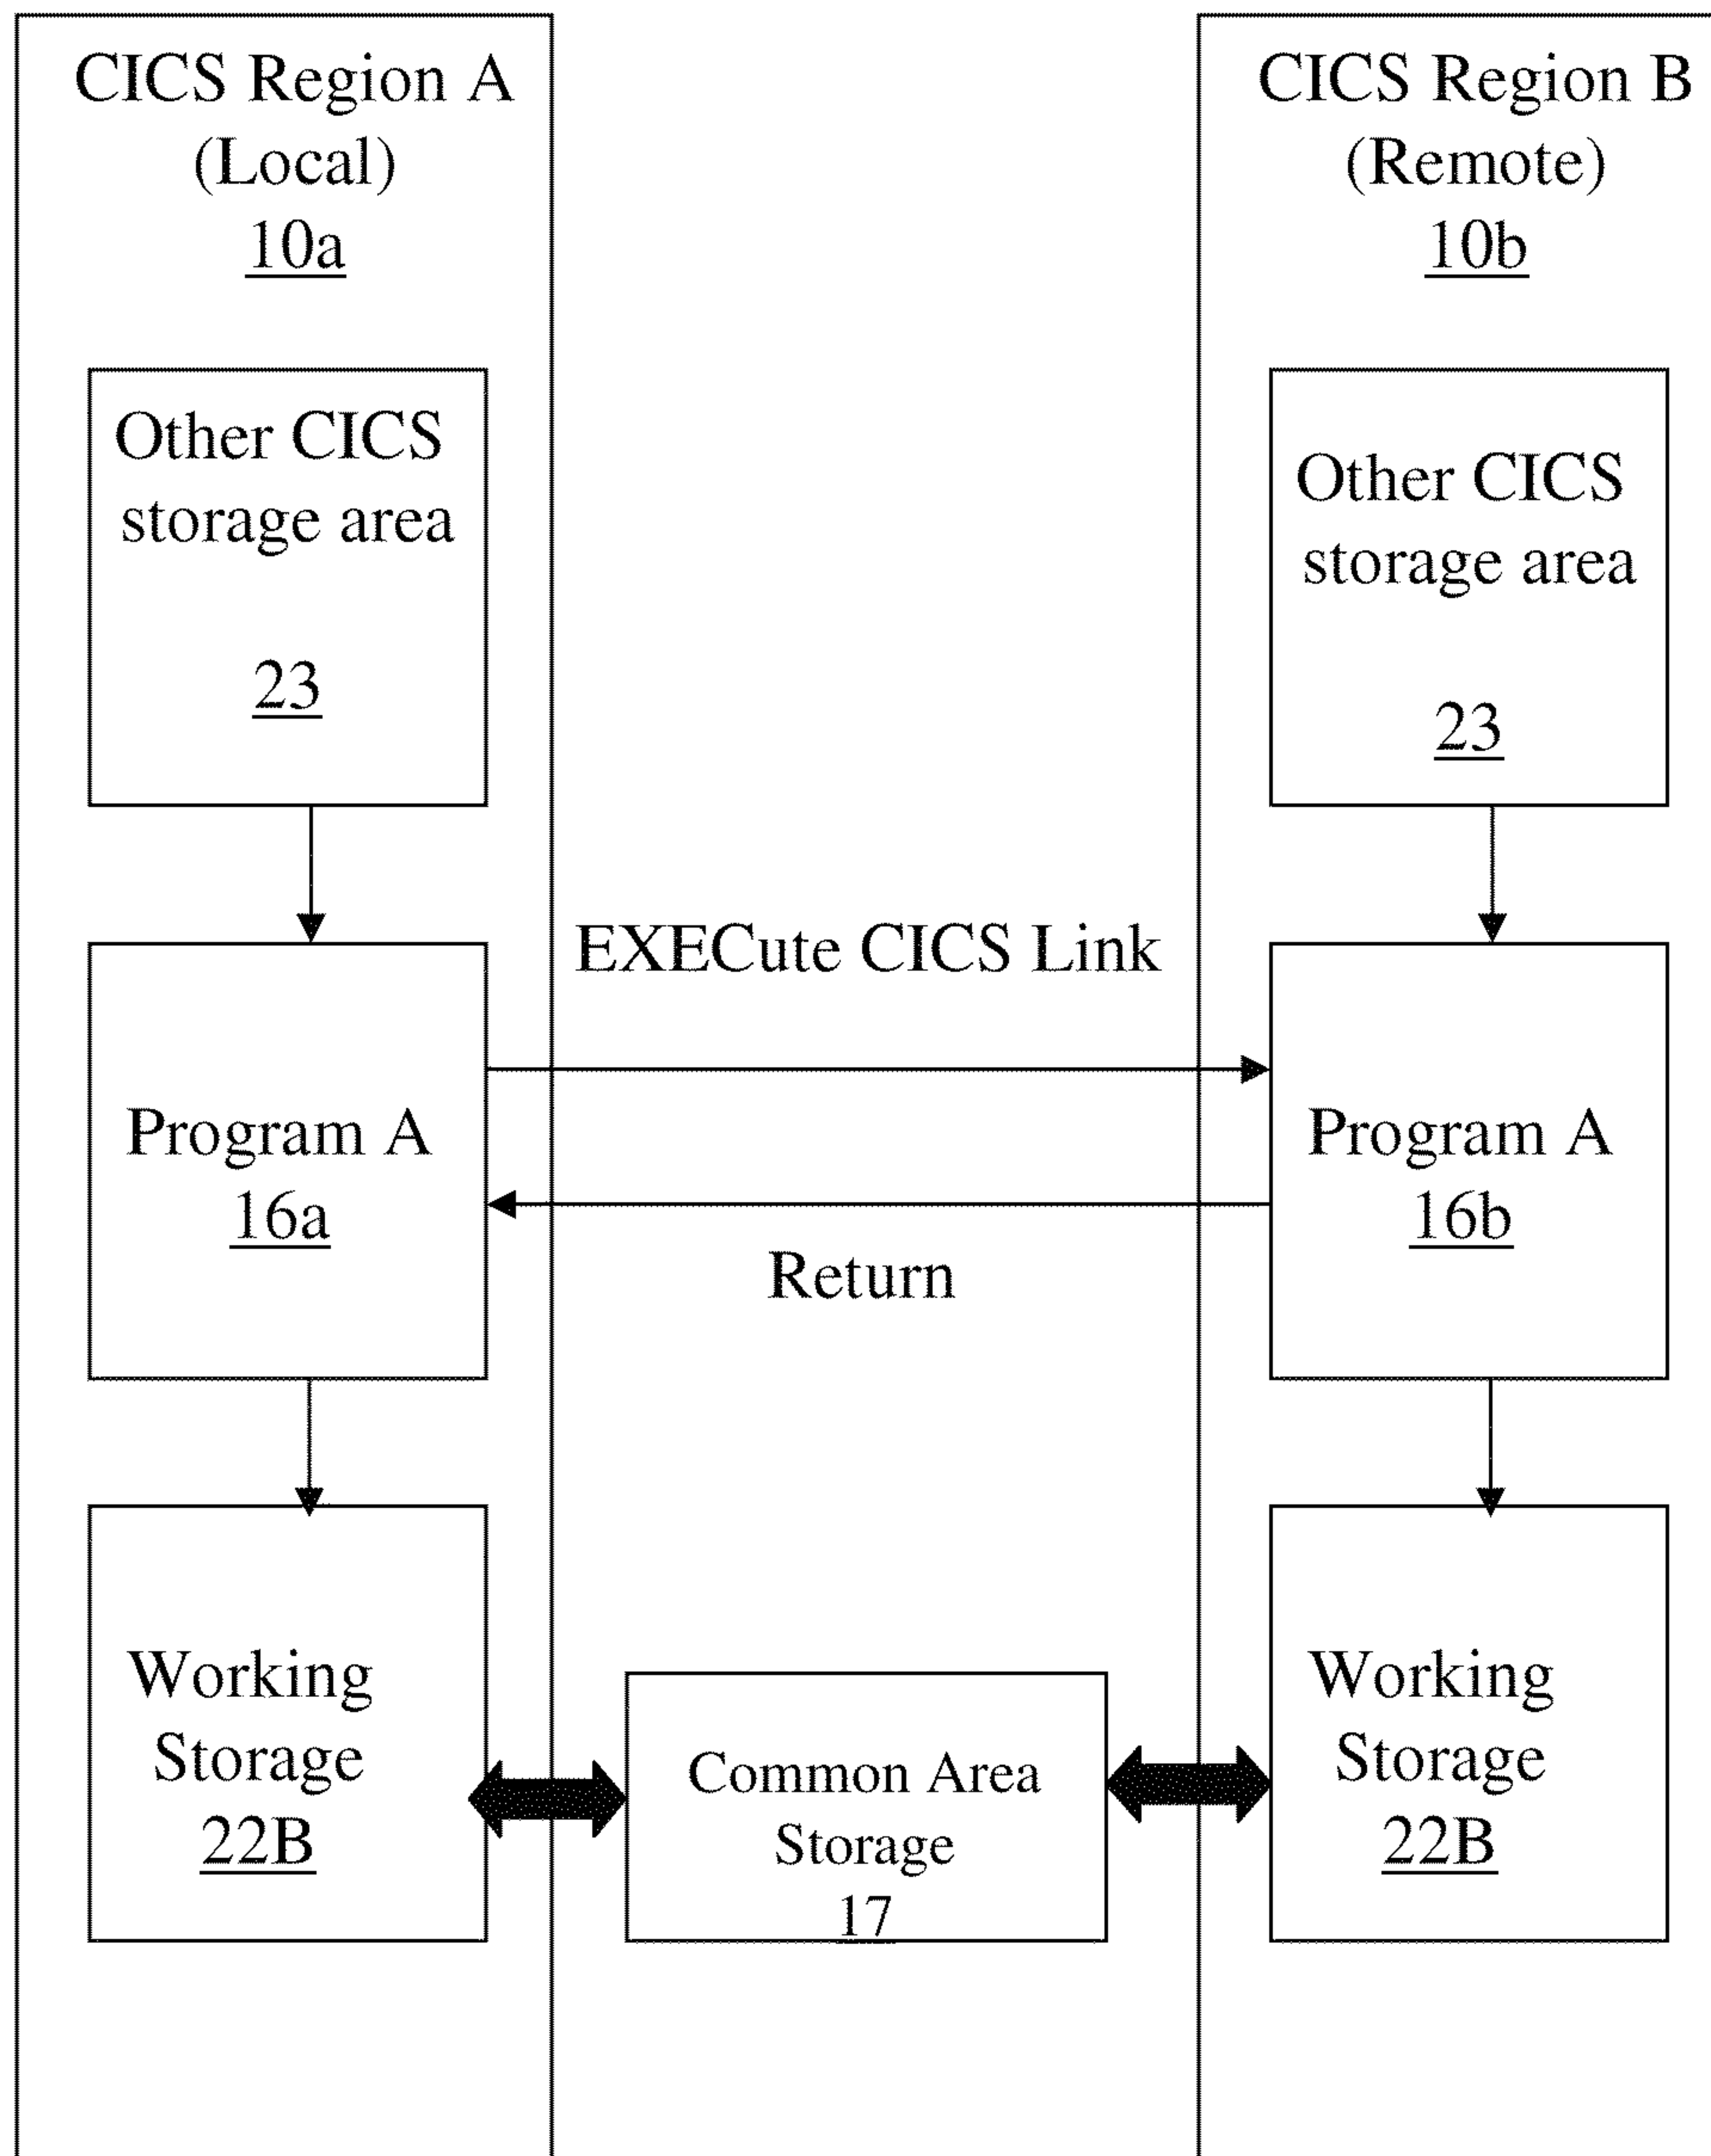 CICS Region A
(Local)
10a
Other CICS
storage area
23
Program A
16a
Working
Storage
22B
EXECute CICS Link
Return
Common Area
Storage
17
CICS Region B
(Remote)
10b
Other CICS
storage area
23
Program A
16b
Working
Storage
22B